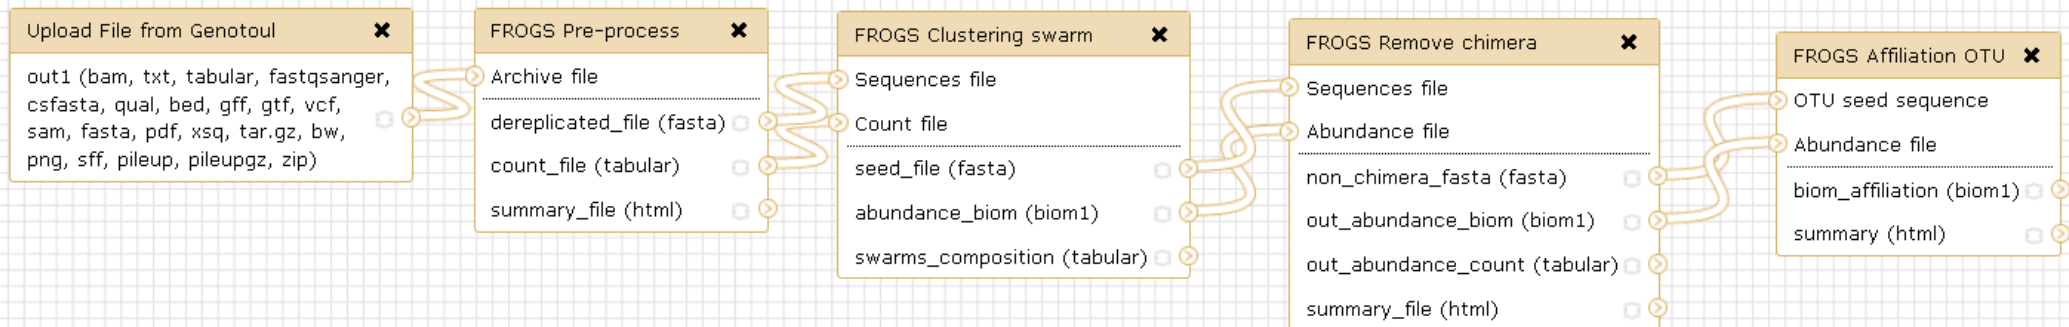 Upload File from Genotoul
out1 (bam, txt, tabular, fastqsanger,
csfasta, qual, bed, gff, gtf, vcf,
sam, fasta, pdf, xsq, tar.gz, bw,
png, sff, pileup, pileupgz, zip)
FROGS Pre-process
Archive file
dereplicated_file (fasta)
count_file (tabular)
summary_file (html)
FROGS Clustering swarm
Sequences file
Count file
seed_file (fasta)
abundance_biom (biom1)
swarms_composition (tabular)
FROGS Remove chimera
Sequences file
Abundance file
non_chimera_fasta (fasta)
out_abundance_biom (biom1)
out_abundance_count (tabular)
summary_file (html)
FROGS Affiliation OTU
OTU seed sequence
Abundance file
biom_affiliation (biom1)
summary (html)